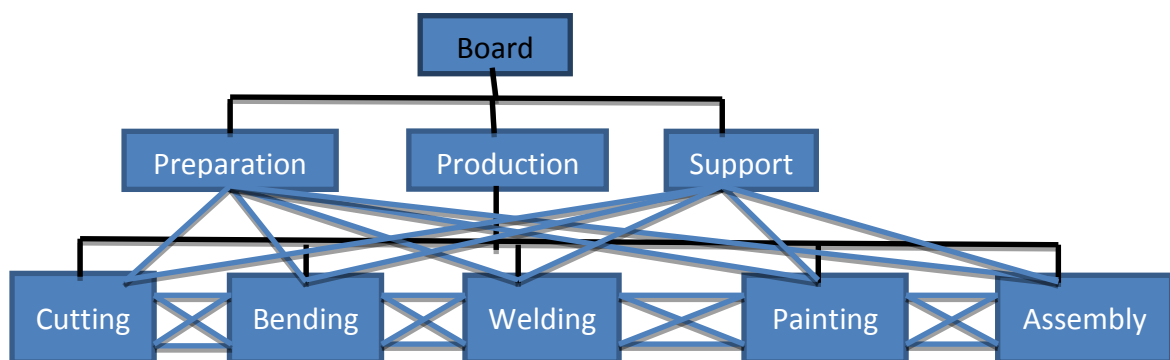 Board
Preparation
Production
Support
Cutting
Bending
Welding
Painting
Assembly